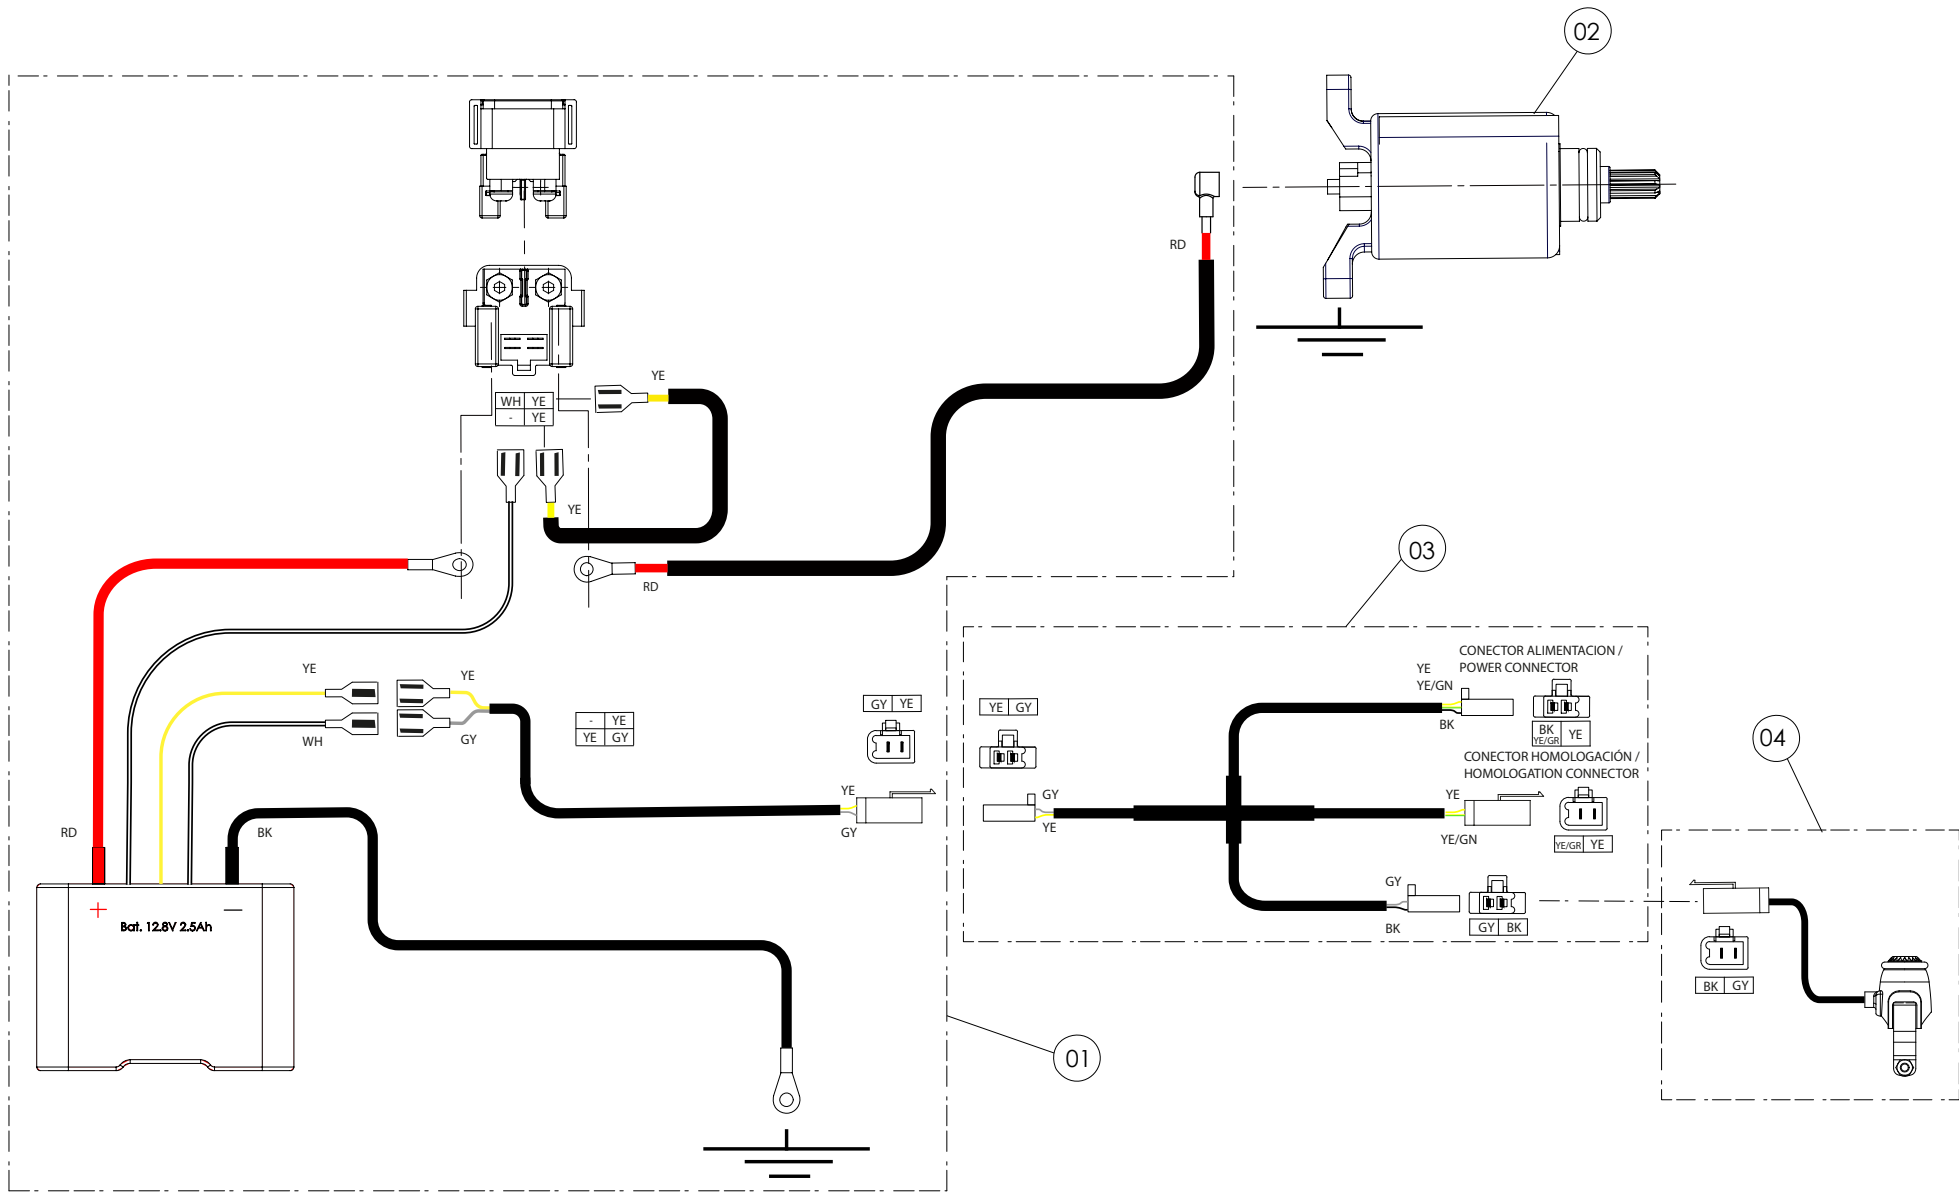 02
RD
YE
WH YE
- YE
YE
RD
03
CONECTOR ALIMENTACION /
POWER CONNECTOR
YE
YE/GN
BK
BK
YE/GR YE
CONECTOR HOMOLOGACIÓN /
HOMOLOGATION CONNECTOR
YE
YE/GN
YE/GR YE
GY
BK
GY BK
YE GY
GY
YE
GY YE
YE
GY
YE
WH
YE
GY
- YE
YE GY
RD
BK
+ —
Bat. 12.8V 2.5Ah
04
BK GY
01